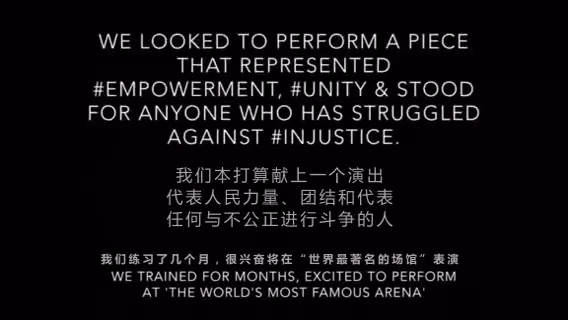 WE LOOKED TO PERFORM A PIECE
THAT REPRESENTED
#EMPOWERMENT, #UNITY & STOOD
FOR ANYONE WHO HAS STRUGGLED
AGAINST #INJUSTICE.
我们本打算献上一个演出
代表人民力量、团结和代表
任何与不公正进行斗争的人
我们练习了几个月，很兴奋将在“世界最著名的场馆”表演
WE TRAINED FOR MONTHS, EXCITED TO PERFORM
AT 'THE WORLD'S MOST FAMOUS ARENA'